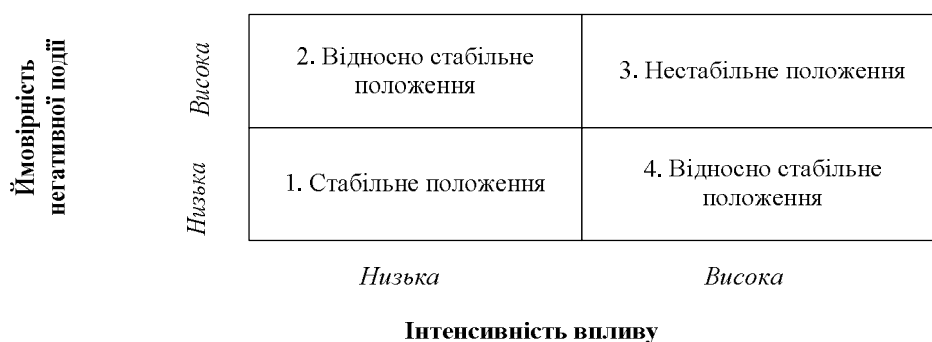 Ймовірність
негативної події
Висока
2. Відносно стабільне
положення
3. Нестабільне положення
Низька
1. Стабільне положення
4. Відносно стабільне
положення
Низька
Висока
Інтенсивність впливу